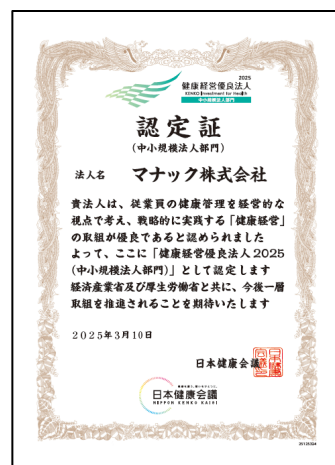 2025
健康経営優良法人
KENKO Investment for Health
中小規模法人部門
認定証
(中小規模法人部門)
法人名 マナック株式会社
貴法人は、従業員の健康管理を経営的な
視点で考え、戦略的に実践する「健康経営」
の取組が優良であると認められました
よって、ここに「健康経営優良法人2025
(中小規模法人部門)」として認定します
経済産業省及び厚生労働省と共に、今後一層
取組を推進されることを期待いたします
2025年3月10日
日本健康会議
日本健康会議
NIPPON KENKO KAIGI